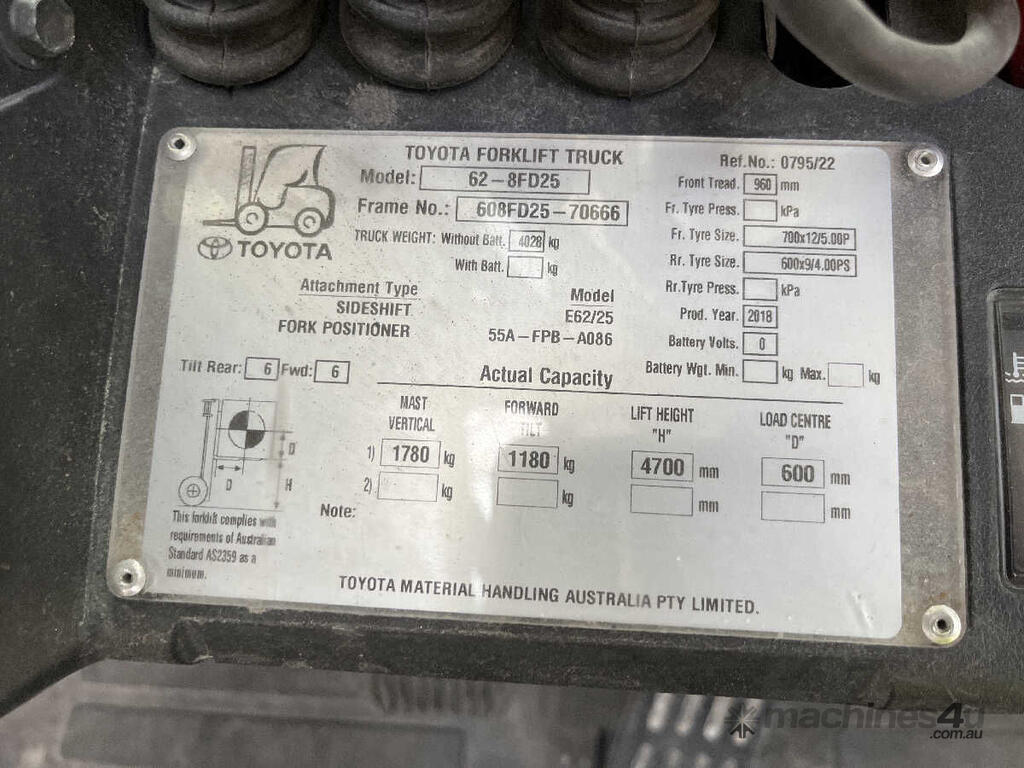 TOYOTA FORKLIFT TRUCK
Ref.No.: 0795/22
Model: 62-8FD25
Front Tread. 960 mm
Frame No.: 608FD25-70666
Fr. Tyre Press. kPa
TOYOTA
TRUCK WEIGHT: Without Batt. 4028 kg
Fr. Tyre Size. 700x12/5.00P
With Batt. kg
Rr. Tyre Size. 600x9/4.00PS
Attachment Type Model
Rr.Tyre Press. kPa
SIDESHIFT E62/25
Prod. Year. 2018
FORK POSITIONER 55A-FPB-A086
Battery Volts. 0
Tilt Rear: 6 Fwd: 6
Actual Capacity
Battery Wgt. Min. kg Max. kg
MAST VERTICAL
FORWARD TILT
LIFT HEIGHT "H"
LOAD CENTRE "D"
1) 1780 kg 1180 kg 4700 mm 600 mm
2) kg kg mm mm
D
D
H
Note:
This forklift complies with
requirements of Australian
Standard AS2359 as a
minimum.
TOYOTA MATERIAL HANDLING AUSTRALIA PTY LIMITED.
machines4u
.com.au